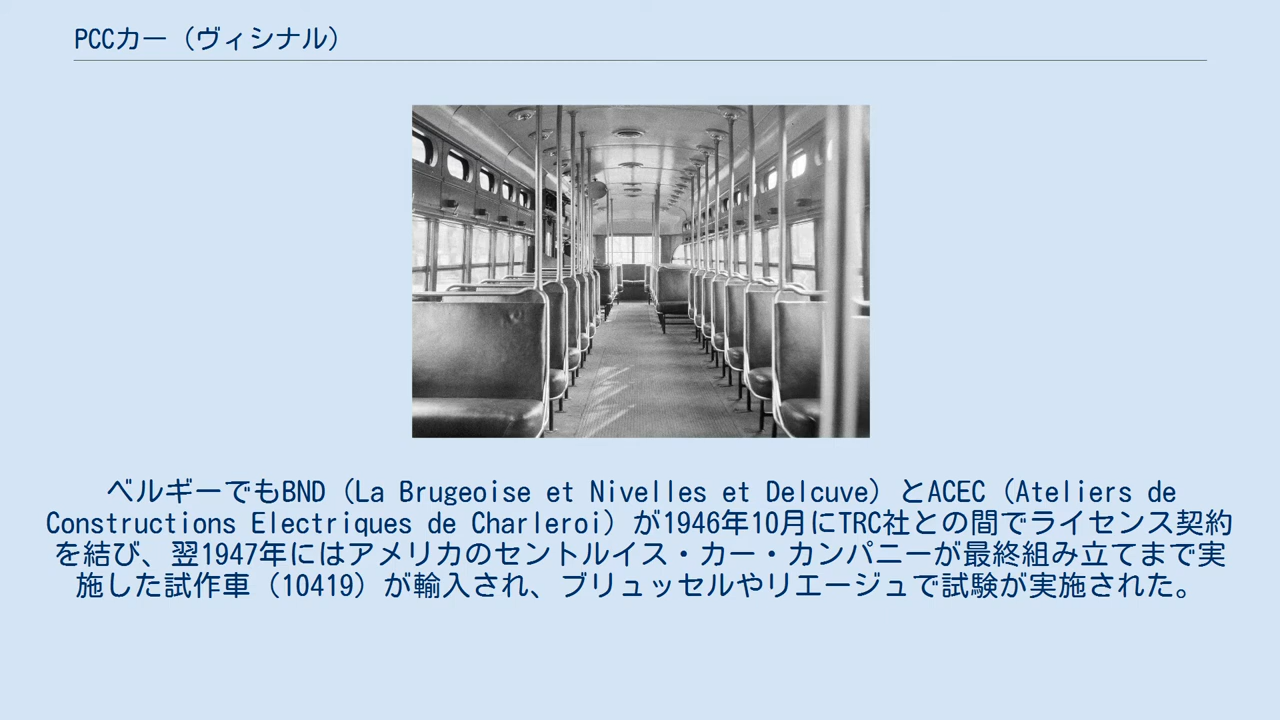 PCCカー（ヴィシナル）
ベルギーでもBND（La Brugeoise et Nivelles et Delcuve）とACEC（Ateliers de
Constructions Electriques de Charleroi）が1946年10月にTRC社との間でライセンス契約
を結び、翌1947年にはアメリカのセントルイス・カー・カンパニーが最終組み立てまで実
施した試作車（10419）が輸入され、ブリュッセルやリエージュで試験が実施された。